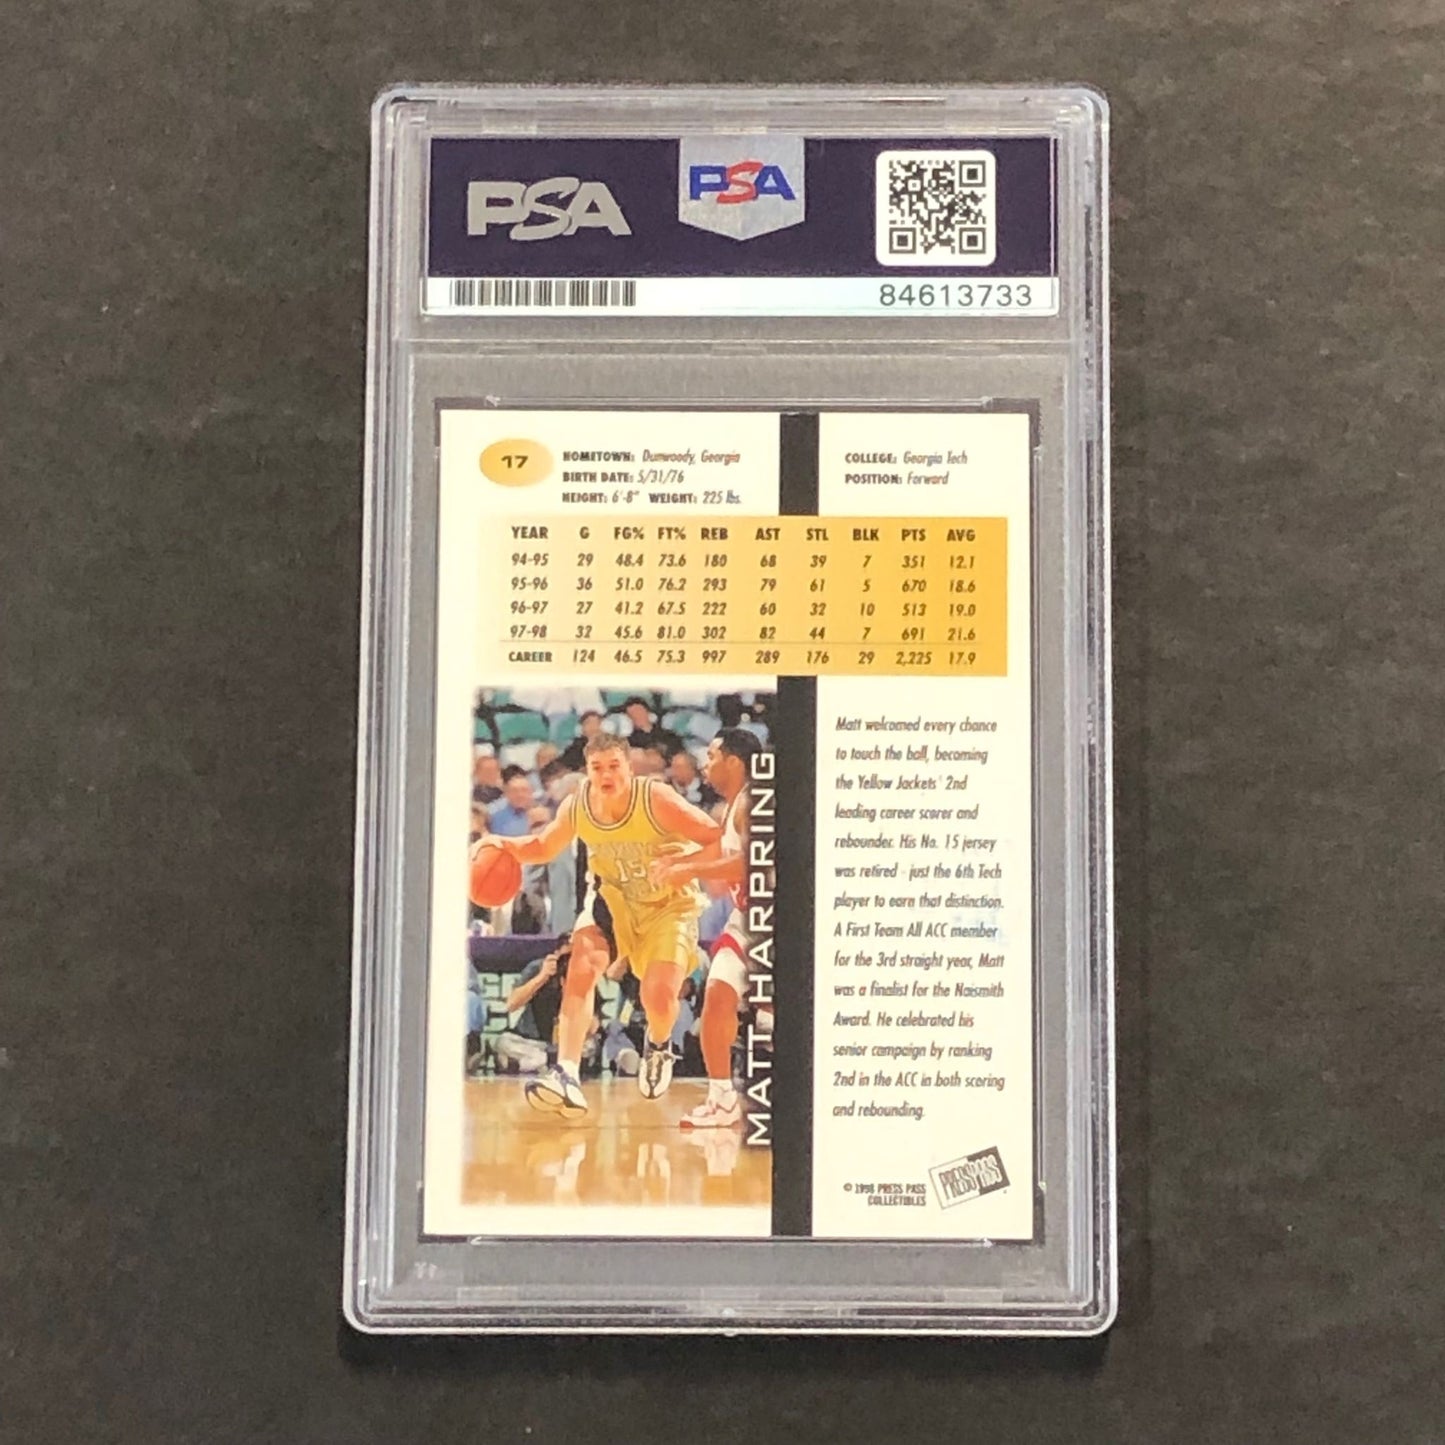 PSA
PSA
84613733
17
HOMETOWN: Dunwoody, Georgia
BIRTH DATE: 5/31/76
HEIGHT: 6'-8" WEIGHT: 225 lbs.
COLLEGE: Georgia Tech
POSITION: Forward
YEAR G FG% FT% REB AST STL BLK PTS AVG
94-95 29 48.4 73.6 180 68 39 7 351 12.1
95-96 36 51.0 76.2 293 79 61 5 670 18.6
96-97 27 41.2 67.5 222 60 32 10 513 19.0
97-98 32 45.6 81.0 302 82 44 7 691 21.6
CAREER 124 46.5 75.3 997 289 176 29 2,225 17.9
15
MATT HARPRING
Matt welcomed every chance
to touch the ball, becoming
the Yellow Jackets' 2nd
leading career scorer and
rebounder. His No. 15 jersey
was retired - just the 6th Tech
player to earn that distinction.
A First Team All ACC member
for the 3rd straight year, Matt
was a finalist for the Naismith
Award. He celebrated his
senior campaign by ranking
2nd in the ACC in both scoring
and rebounding.
© 1998 PRESS PASS
COLLECTIBLES
PRESS PASS